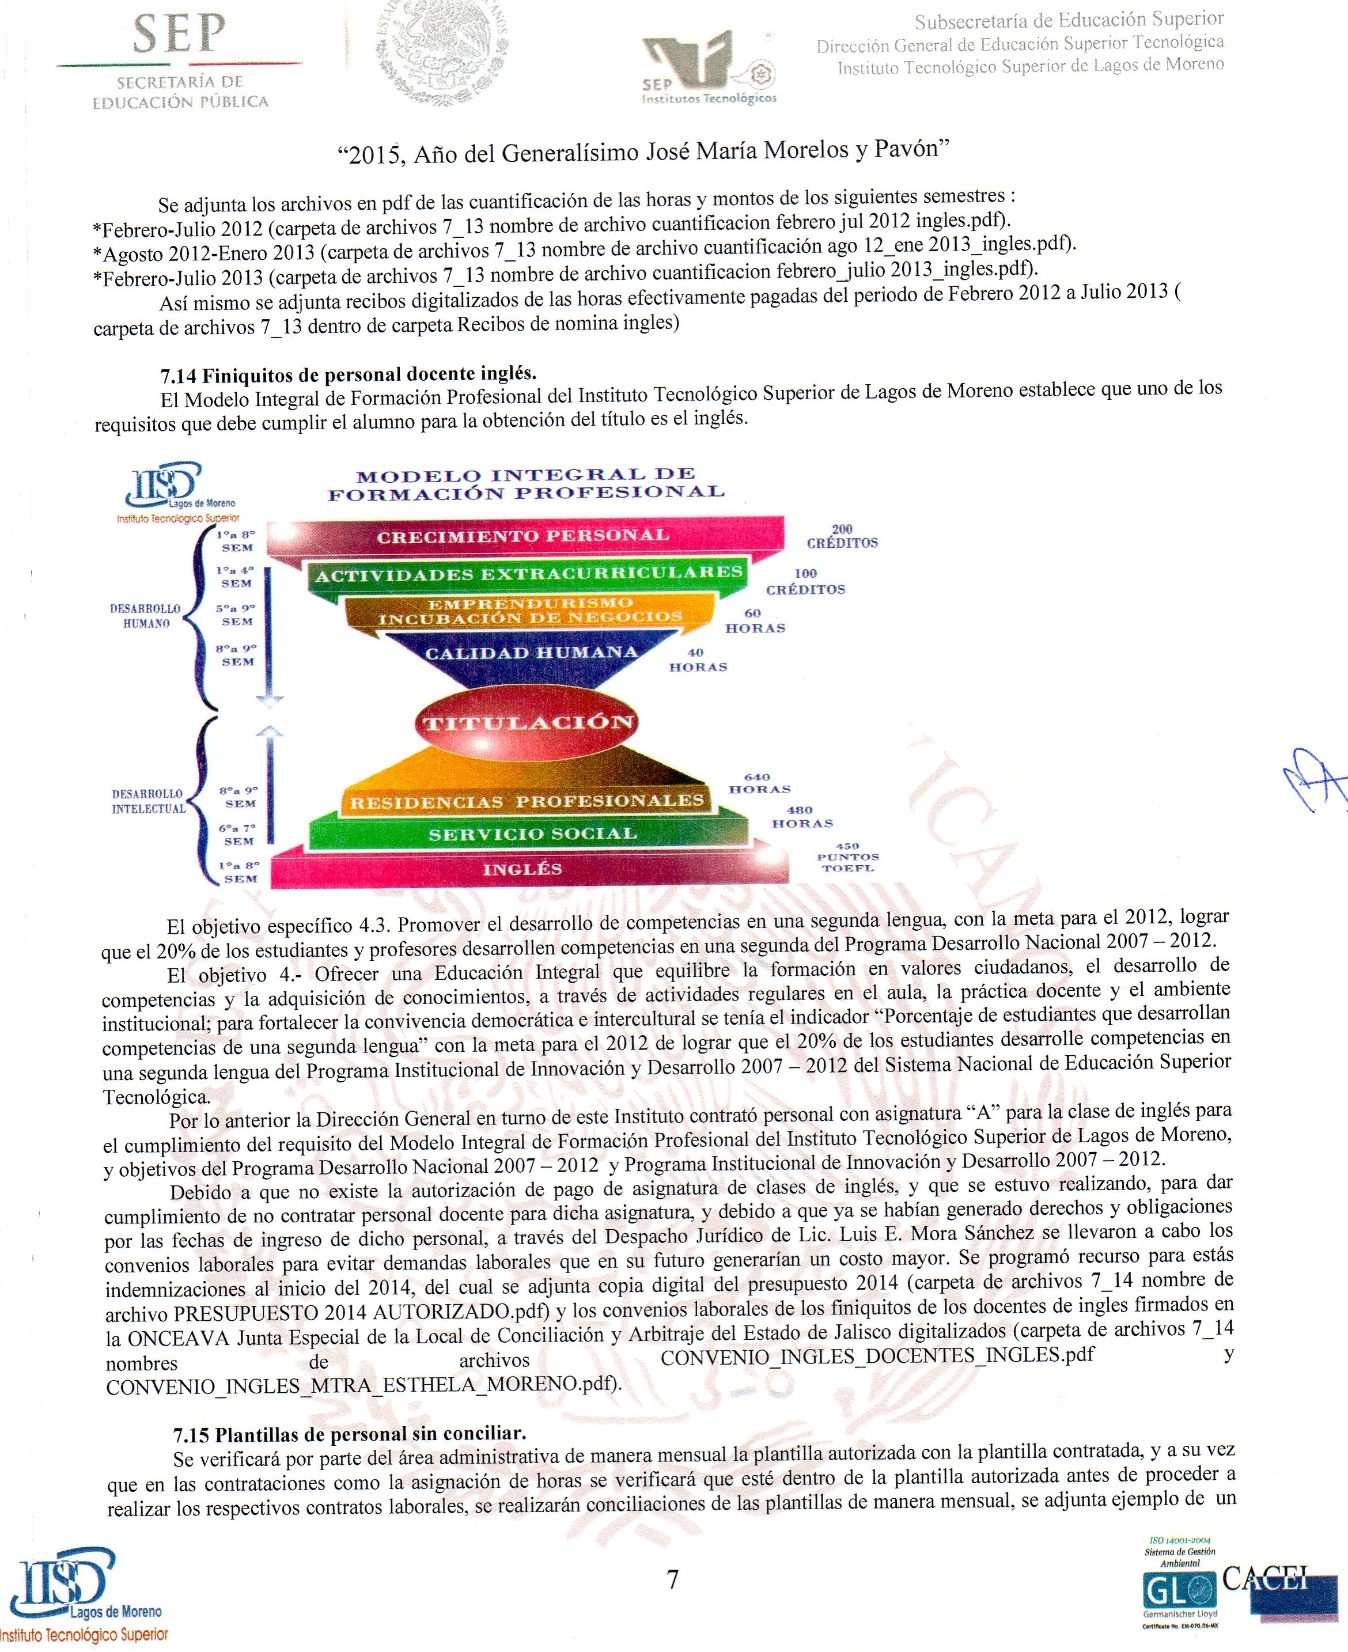 SEP
SECRETARÍA DE
EDUCACIÓN PÚBLICA
SEP
Institutos Tecnológicos
Subsecretaría de Educación Superior
Dirección General de Educación Superior Tecnológica
Instituto Tecnológico Superior de Lagos de Moreno
“2015, Año del Generalísimo José María Morelos y Pavón”
Se adjunta los archivos en pdf de las cuantificación de las horas y montos de los siguientes semestres :
*Febrero-Julio 2012 (carpeta de archivos 7_13 nombre de archivo cuantificacion febrero jul 2012 ingles.pdf).
*Agosto 2012-Enero 2013 (carpeta de archivos 7_13 nombre de archivo cuantificación ago 12_ene 2013_ingles.pdf).
*Febrero-Julio 2013 (carpeta de archivos 7_13 nombre de archivo cuantificacion febrero_julio 2013_ingles.pdf).
Así mismo se adjunta recibos digitalizados de las horas efectivamente pagadas del periodo de Febrero 2012 a Julio 2013 (
carpeta de archivos 7_13 dentro de carpeta Recibos de nomina ingles)
7.14 Finiquitos de personal docente inglés.
El Modelo Integral de Formación Profesional del Instituto Tecnológico Superior de Lagos de Moreno establece que uno de los
requisitos que debe cumplir el alumno para la obtención del título es el inglés.
Lagos de Moreno
Instituto Tecnológico Superior
MODELO INTEGRAL DE
FORMACIÓN PROFESIONAL
1°a 8°
SEM
CRECIMIENTO PERSONAL
200
CRÉDITOS
1°a 4°
SEM
ACTIVIDADES EXTRACURRICULARES
100
CRÉDITOS
DESARROLLO
HUMANO
5°a 9°
SEM
EMPRENDURISMO
INCUBACIÓN DE NEGOCIOS
60
HORAS
8°a 9°
SEM
CALIDAD HUMANA
40
HORAS
TITULACIÓN
DESARROLLO
INTELECTUAL
8°a 9°
SEM
RESIDENCIAS PROFESIONALES
640
HORAS
6°a 7°
SEM
SERVICIO SOCIAL
480
HORAS
1°a 8°
SEM
INGLÉS
450
PUNTOS
TOEFL
El objetivo específico 4.3. Promover el desarrollo de competencias en una segunda lengua, con la meta para el 2012, lograr
que el 20% de los estudiantes y profesores desarrollen competencias en una segunda del Programa Desarrollo Nacional 2007 – 2012.
El objetivo 4.- Ofrecer una Educación Integral que equilibre la formación en valores ciudadanos, el desarrollo de
competencias y la adquisición de conocimientos, a través de actividades regulares en el aula, la práctica docente y el ambiente
institucional; para fortalecer la convivencia democrática e intercultural se tenía el indicador “Porcentaje de estudiantes que desarrollan
competencias de una segunda lengua” con la meta para el 2012 de lograr que el 20% de los estudiantes desarrolle competencias en
una segunda lengua del Programa Institucional de Innovación y Desarrollo 2007 – 2012 del Sistema Nacional de Educación Superior
Tecnológica.
Por lo anterior la Dirección General en turno de este Instituto contrató personal con asignatura “A” para la clase de inglés para
el cumplimiento del requisito del Modelo Integral de Formación Profesional del Instituto Tecnológico Superior de Lagos de Moreno,
y objetivos del Programa Desarrollo Nacional 2007 – 2012 y Programa Institucional de Innovación y Desarrollo 2007 – 2012.
Debido a que no existe la autorización de pago de asignatura de clases de inglés, y que se estuvo realizando, para dar
cumplimiento de no contratar personal docente para dicha asignatura, y debido a que ya se habían generado derechos y obligaciones
por las fechas de ingreso de dicho personal, a través del Despacho Jurídico de Lic. Luis E. Mora Sánchez se llevaron a cabo los
convenios laborales para evitar demandas laborales que en su futuro generarían un costo mayor. Se programó recurso para estás
indemnizaciones al inicio del 2014, del cual se adjunta copia digital del presupuesto 2014 (carpeta de archivos 7_14 nombre de
archivo PRESUPUESTO 2014 AUTORIZADO.pdf) y los convenios laborales de los finiquitos de los docentes de ingles firmados en
la ONCEAVA Junta Especial de la Local de Conciliación y Arbitraje del Estado de Jalisco digitalizados (carpeta de archivos 7_14
nombres de archivos CONVENIO_INGLES_DOCENTES_INGLES.pdf y
CONVENIO_INGLES_MTRA_ESTHELA_MORENO.pdf).
7.15 Plantillas de personal sin conciliar.
Se verificará por parte del área administrativa de manera mensual la plantilla autorizada con la plantilla contratada, y a su vez
que en las contrataciones como la asignación de horas se verificará que esté dentro de la plantilla autorizada antes de proceder a
realizar los respectivos contratos laborales, se realizarán conciliaciones de las plantillas de manera mensual, se adjunta ejemplo de un
Lagos de Moreno
Instituto Tecnológico Superior
7
ISO 14001-2004
Sistema de Gestión
Ambiental
GL
Germanischer Lloyd
Certificate No. EM-070.05-MX
CACEI